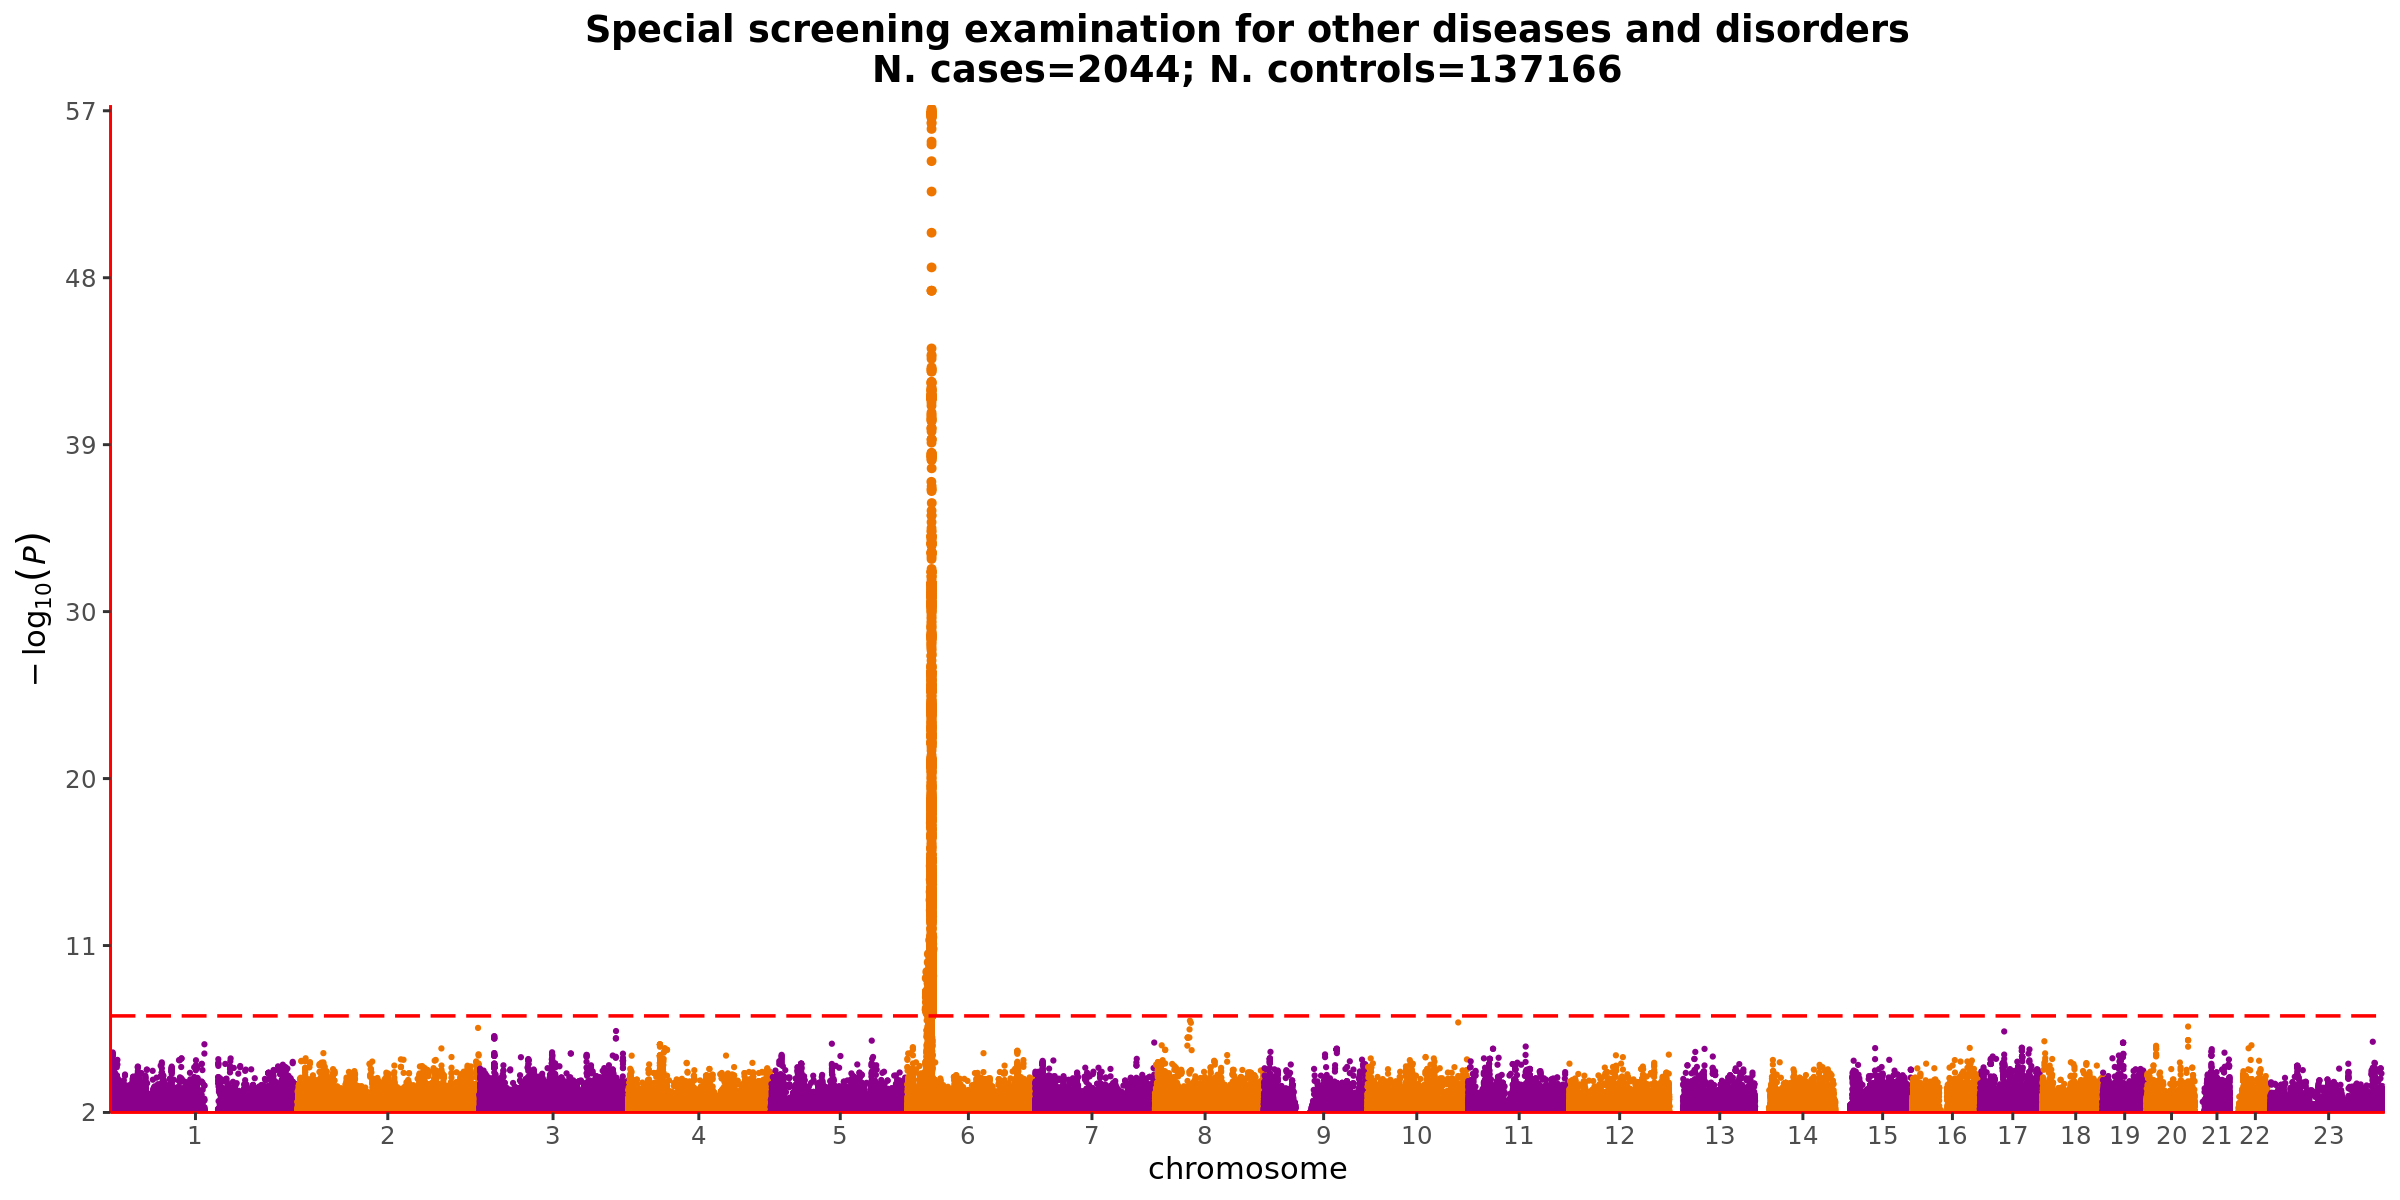 Special screening examination for other diseases and disorders
N. cases=2044; N. controls=137166
57
48
39
30
20
11
2
−log10(P)
1 2 3 4 5 6 7 8 9 10 11 12 13 14 15 16 17 18 19 20 21 22 23
chromosome